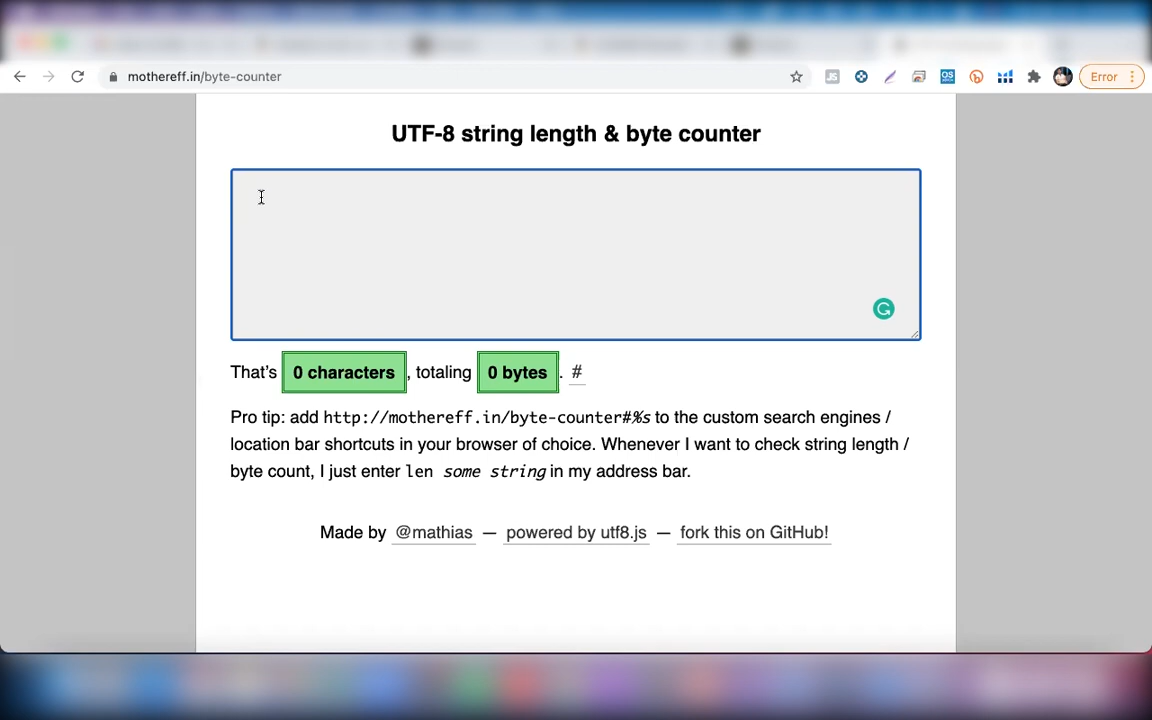 mothereff.in/byte-counter
JS
OS
Error
UTF-8 string length & byte counter
That's 0 characters, totaling 0 bytes. #
Pro tip: add http://mothereff.in/byte-counter#%s to the custom search engines /
location bar shortcuts in your browser of choice. Whenever I want to check string length /
byte count, I just enter len some string in my address bar.
Made by @mathias — powered by utf8.js — fork this on GitHub!